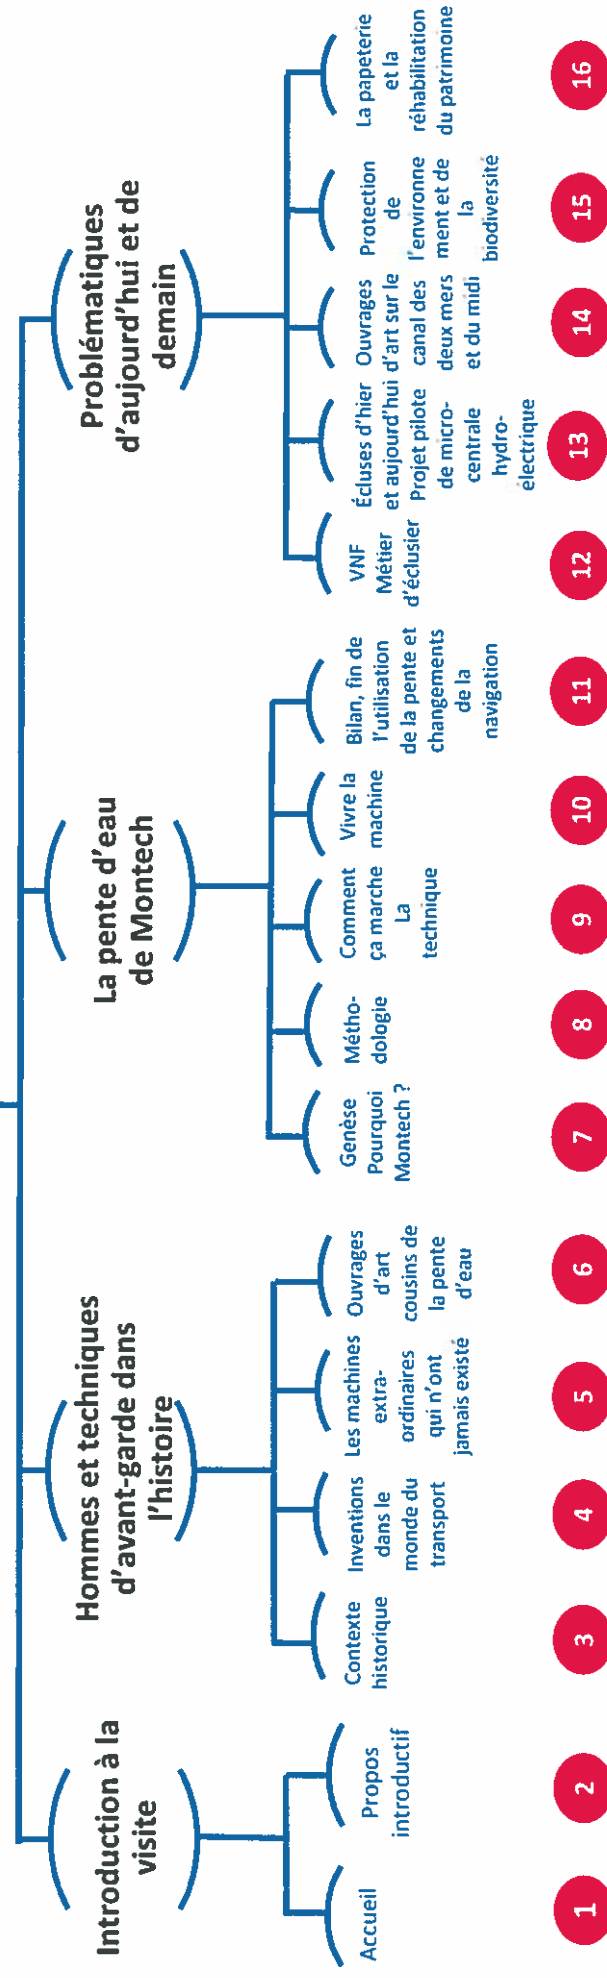 Introduction à la
visite
Accueil
1
Propos
introductif
2
Hommes et techniques
d'avant-garde dans
l'histoire
Contexte
historique
3
Inventions
dans le
monde du
transport
4
Les machines
extra-
ordinaires
qui n'ont
jamais existé
5
Ouvrages
d'art
cousins de
la pente
d'eau
6
La pente d'eau
de Montech
Genèse
Pourquoi
Montech ?
7
Métho-
dologie
8
Comment
ça marche
La
technique
9
Vivre la
machine
10
Bilan, fin de
l'utilisation
de la pente et
changements
de la
navigation
11
Problématiques
d'aujourd'hui et de
demain
VNF
Métier
d'éclusier
12
Écluses d'hier
et aujourd'hui
Projet pilote
de micro-
centrale
hydro-
électrique
13
Ouvrages
d'art sur le
canal des
deux mers
et du midi
14
Protection
de
l'environne
ment et de
la
biodiversité
15
La papeterie
et la
réhabilitation
du patrimoine
16